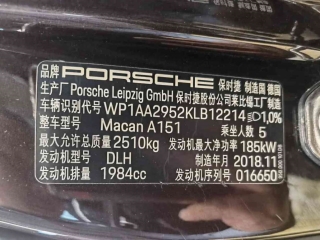 品牌 PORSCHE 保时捷 制造国 德国
生产厂 Porsche Leipzig GmbH 保时捷股份公司莱比锡工厂制造
车辆识别代号 WP1AA2952KLB12214 1,0%
整车型号 Macan A151 乘坐人数 5
最大允许总质量 2510kg 发动机最大净功率 185kW
发动机型号 DLH 制造年月 2018.11
发动机排量 1984cc 发动机序列号 016650